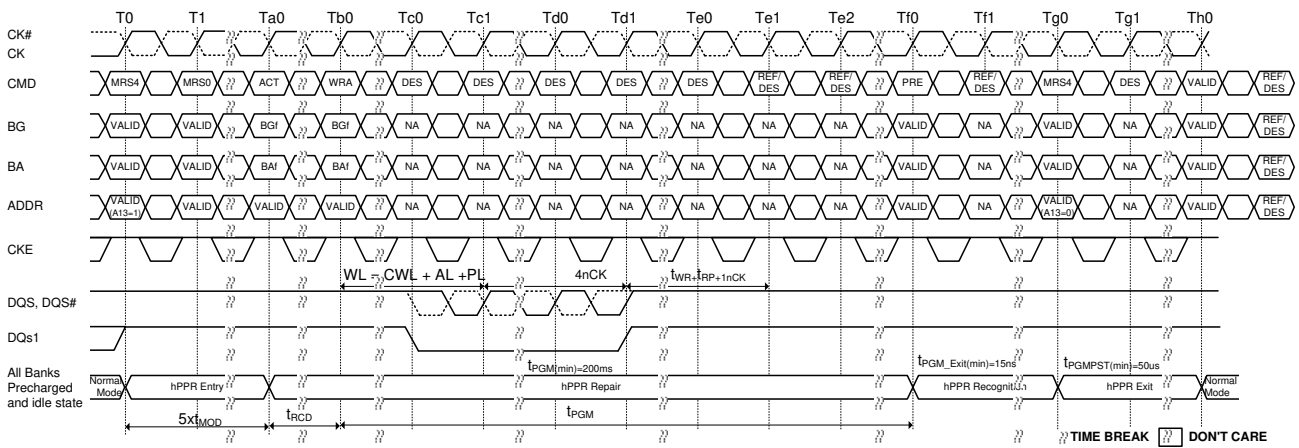 T0 T1 Ta0 Tb0 Tc0 Tc1 Td0 Td1 Te0 Te1 Te2 Tf0 Tf1 Tg0 Tg1 Th0
CK#
CK
CMD MRS4 MRS0 ACT WRA DES DES DES DES DES REF/DES REF/DES PRE REF/DES MRS4 DES VALID REF/DES
BG VALID VALID BGf BGf NA NA NA NA NA NA NA VALID NA VALID NA VALID REF/DES
BA VALID VALID BAf BAf NA NA NA NA NA NA NA VALID NA VALID NA VALID REF/DES
ADDR VALID (A13=1) VALID VALID VALID NA NA NA NA NA NA NA VALID NA VALID (A13=0) NA VALID REF/DES
CKE
WL = CWL + AL +PL 4nCK tWR+tRP+1nCK
DQS, DQS#
DQs1
tPGM(min)=200ms tPGM_Exit(min)=15ns tPGMPST(min)=50us
All Banks
Precharged
and idle state
Normal Mode hPPR Entry hPPR Repair hPPR Recognition hPPR Exit Normal Mode
5xtMOD tRCD tPGM
TIME BREAK DON'T CARE